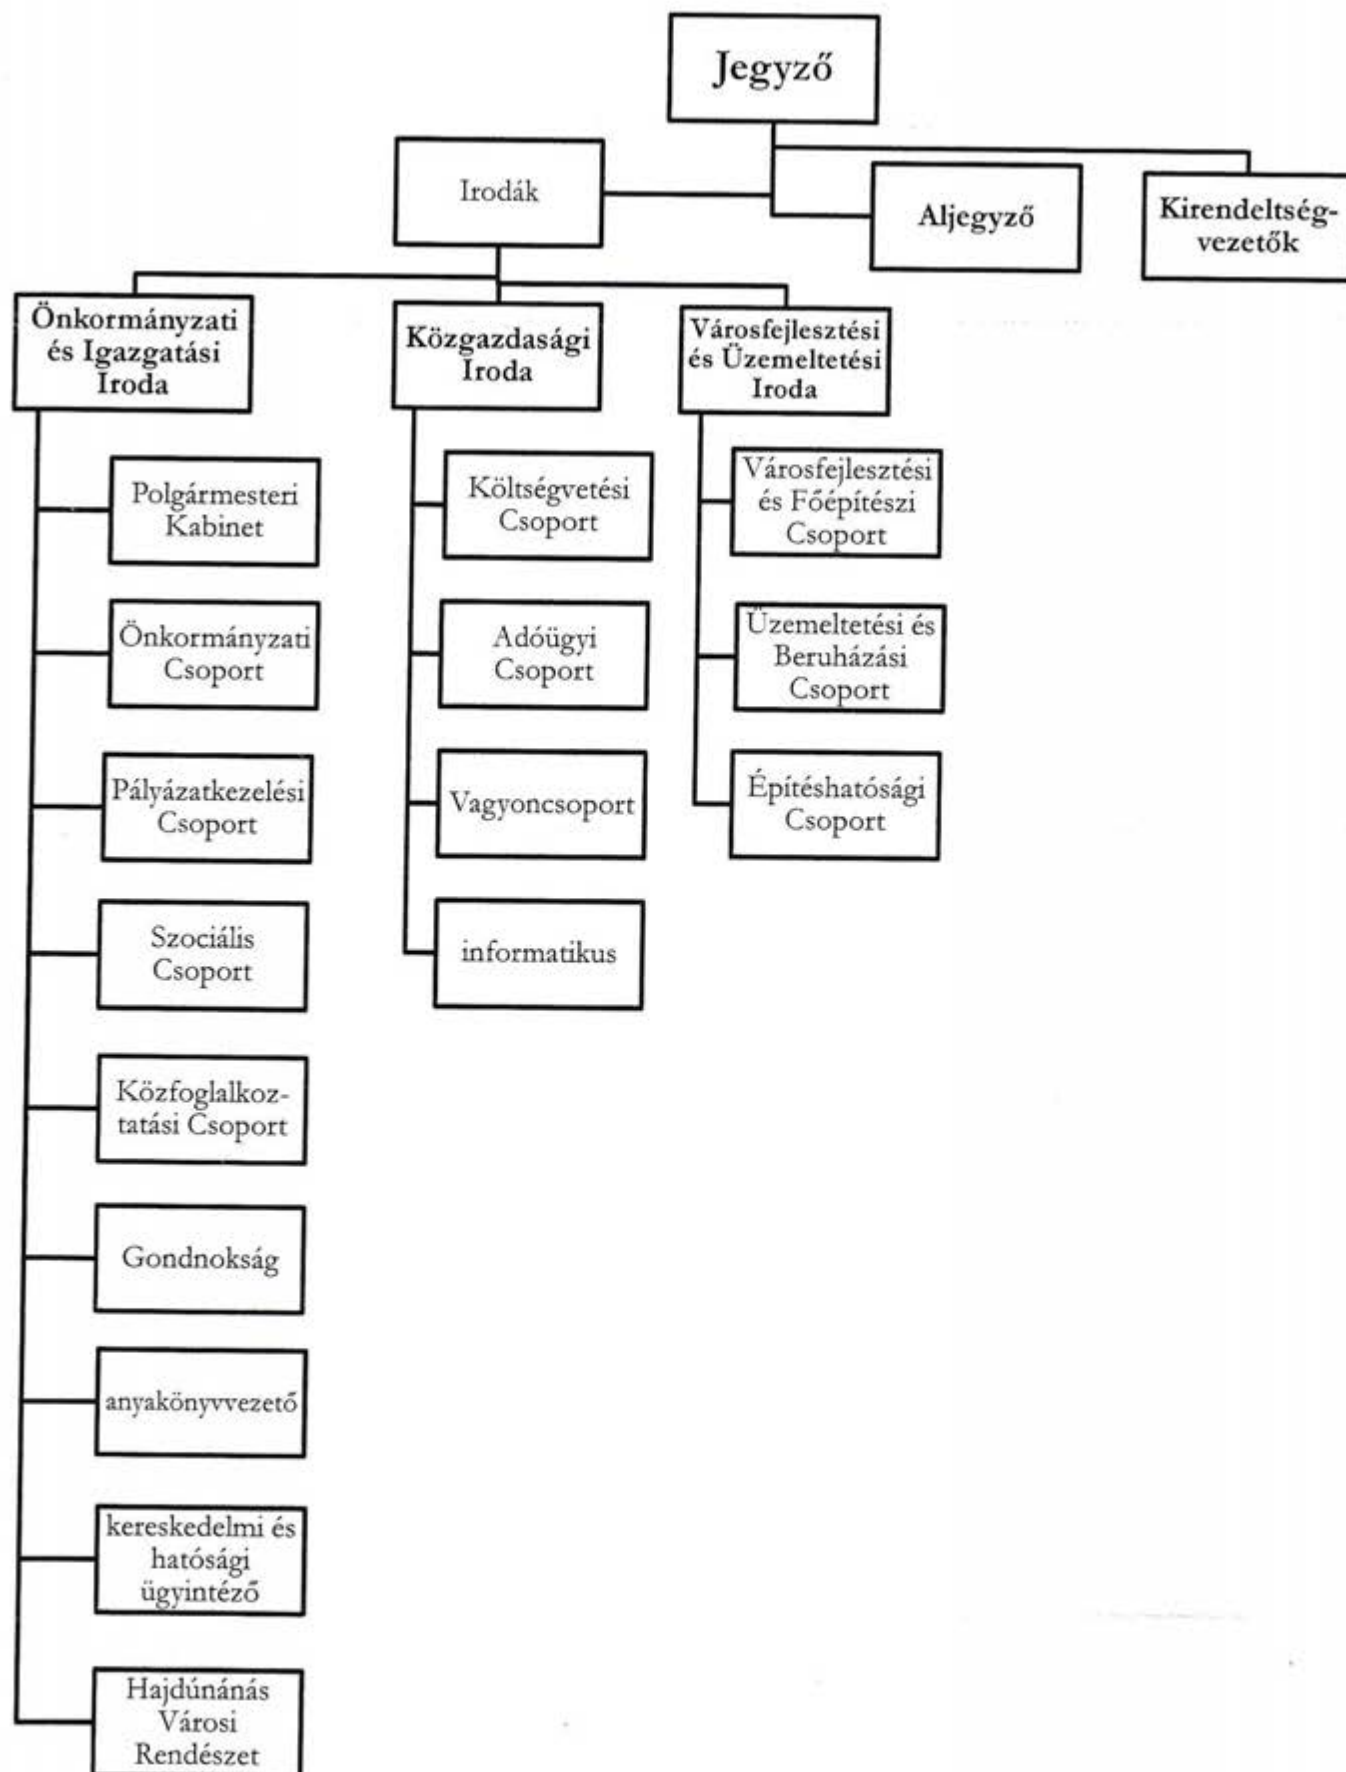 Jegyző
Irodák
Aljegyző
Kirendeltség-
vezetők
Önkormányzati
és Igazgatási
Iroda
Közgazdasági
Iroda
Városfejlesztési
és Üzemeltetési
Iroda
Polgármesteri
Kabinet
Önkormányzati
Csoport
Pályázatkezelési
Csoport
Szociális
Csoport
Közfoglalkoz-
tatási Csoport
Gondnokság
anyakönyvvezető
kereskedelmi és
hatósági
ügyintéző
Hajdúnánás
Városi
Rendészet
Költségvetési
Csoport
Adóügyi
Csoport
Vagyoncsoport
informatikus
Városfejlesztési
és Főépítészi
Csoport
Üzemeltetési és
Beruházási
Csoport
Építéshatósági
Csoport